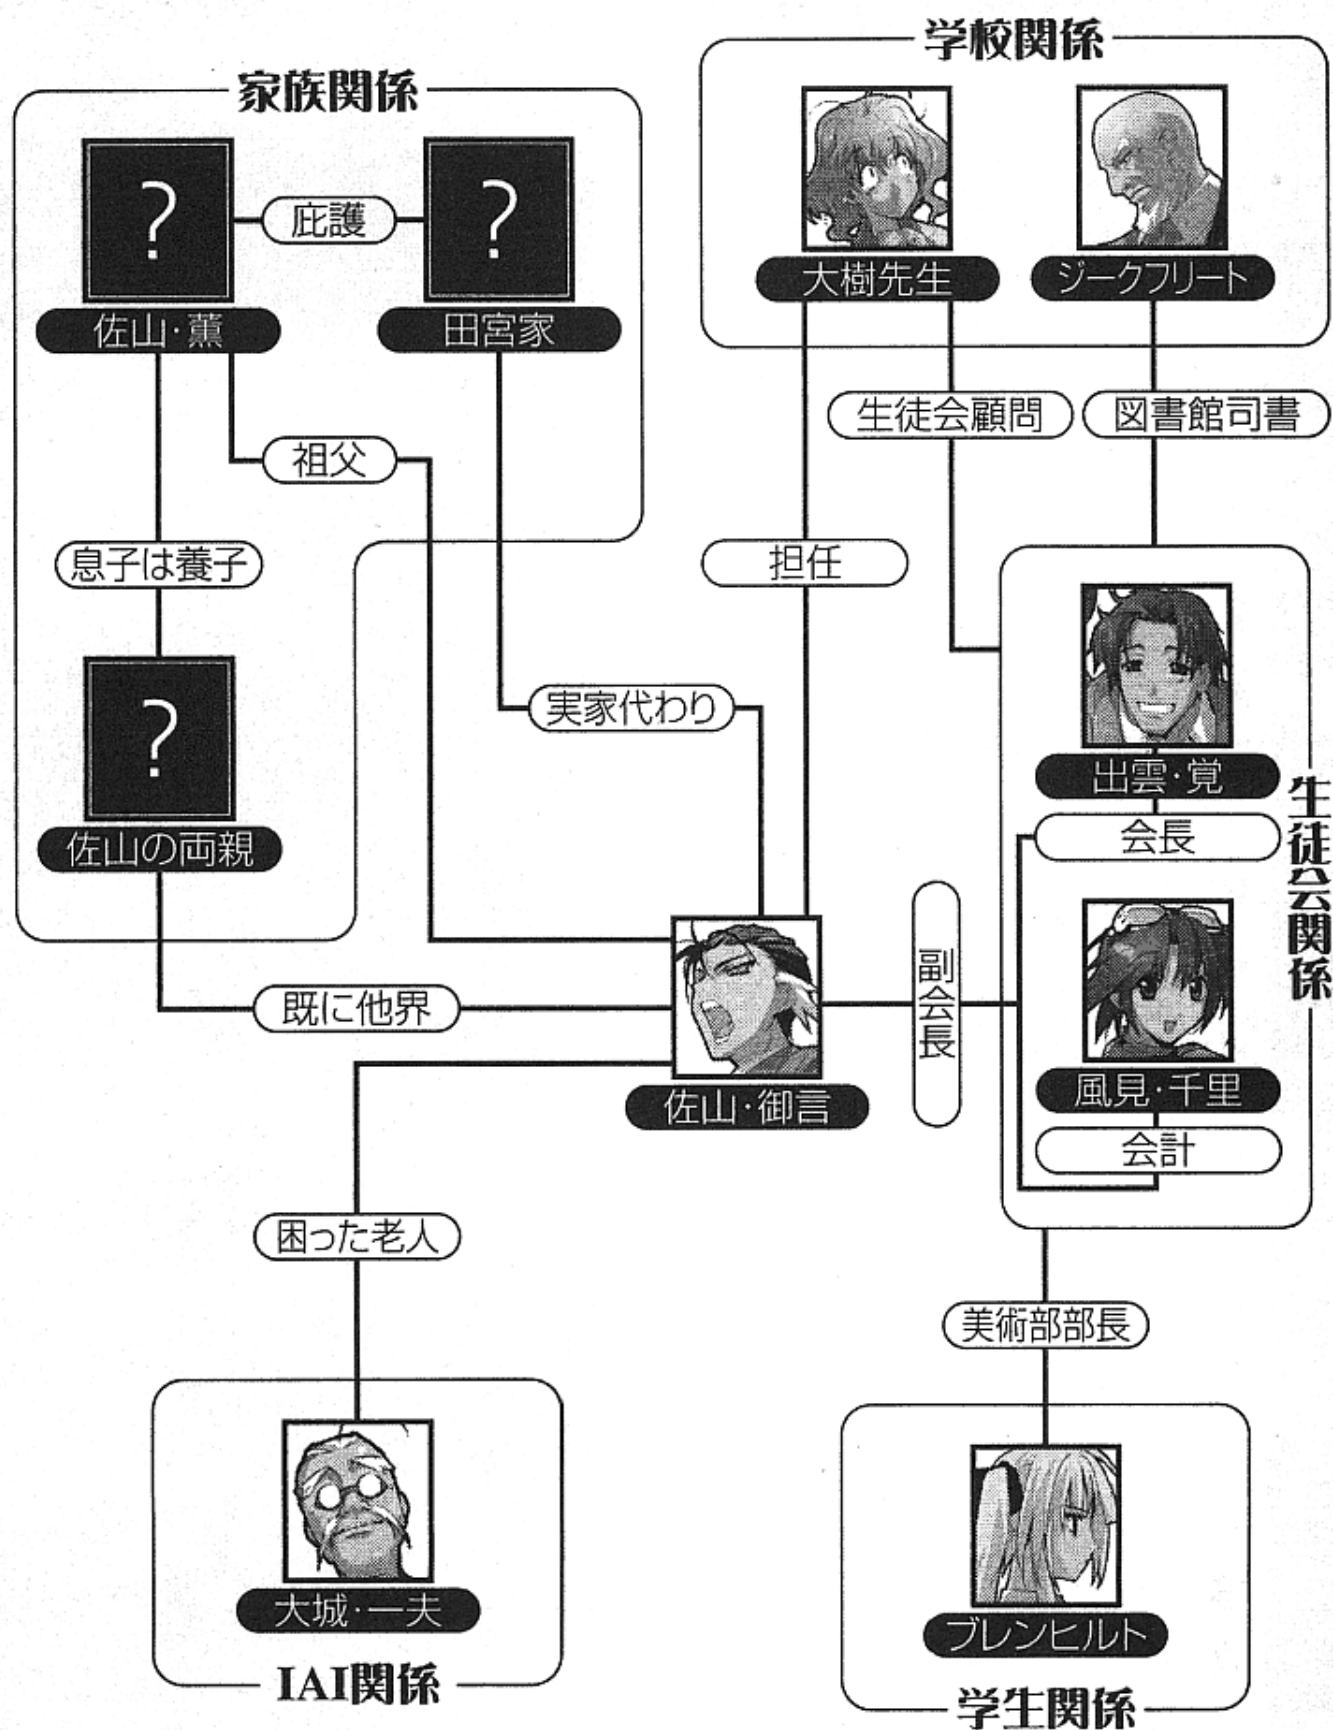 学校関係
家族関係
?
?
庇護
大樹先生
ジークフリート
佐山・薫
田宮家
生徒会顧問
図書館司書
祖父
息子は養子
担任
実家代わり
?
出雲・覚
会長
生徒会関係
佐山の両親
副会長
既に他界
風見・千里
佐山・御言
会計
困った老人
美術部部長
大城・一夫
ブレンヒルト
IAI関係
学生関係